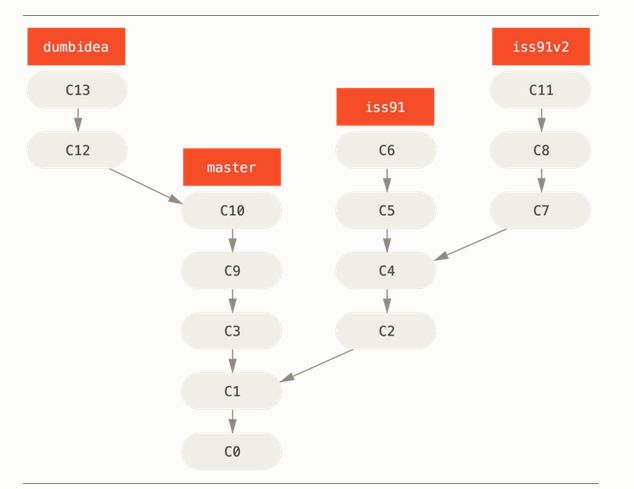 dumbidea
iss91v2
C13
C11
iss91
C12
C6
C8
master
C10
C5
C7
C9
C4
C3
C2
C1
C0